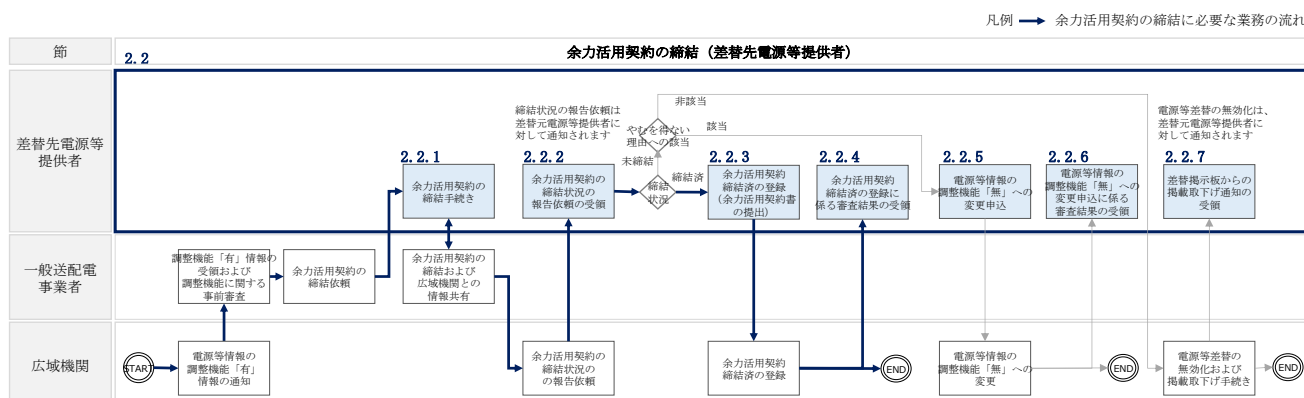 凡例 余力活用契約の締結に必要な業務の流れ
節
2.2
余力活用契約の締結（差替先電源等提供者）
差替先電源等
提供者
締結状況の報告依頼は
差替元電源等提供者に
対して通知されます
非該当
やむを得ない
理由への該当
該当
未締結
締結
状況
締結済
電源等差替の無効化は、
差替元電源等提供者に
対して通知されます
2.2.1
余力活用契約の
締結手続き
2.2.2
余力活用契約の
締結状況の
報告依頼の受領
2.2.3
余力活用契約
締結済の登録
(余力活用契約書
の提出)
2.2.4
余力活用契約
締結済の登録に
係る審査結果の受領
2.2.5
電源等情報の
調整機能「無」への
変更申込
2.2.6
電源等情報の
調整機能「無」への
変更申込に係る
審査結果の受領
2.2.7
差替掲示板からの
掲載取下げ通知の
受領
一般送配電
事業者
調整機能「有」情報の
受領および
調整機能に関する
事前審査
余力活用契約の
締結依頼
余力活用契約の
締結および
広域機関との
情報共有
広域機関
START
電源等情報の
調整機能「有」
情報の通知
余力活用契約の
締結状況の
の報告依頼
余力活用契約
締結済の登録
END
電源等情報の
調整機能「無」への
変更
END
電源等差替の
無効化および
掲載取下げ手続き
END